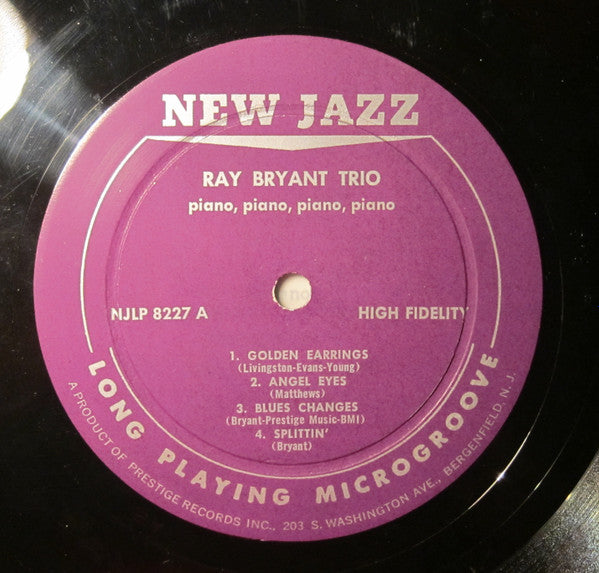 NEW JAZZ
RAY BRYANT TRIO
piano, piano, piano, piano
NJLP 8227 A
HIGH FIDELITY
1. GOLDEN EARRINGS
(Livingston-Evans-Young)
2. ANGEL EYES
(Matthews)
3. BLUES CHANGES
(Bryant-Prestige Music-BMI)
4. SPLITTIN'
(Bryant)
LONG PLAYING MICROGROOVE
A PRODUCT OF PRESTIGE RECORDS INC., 203 S. WASHINGTON AVE., BERGENFIELD, N. J.